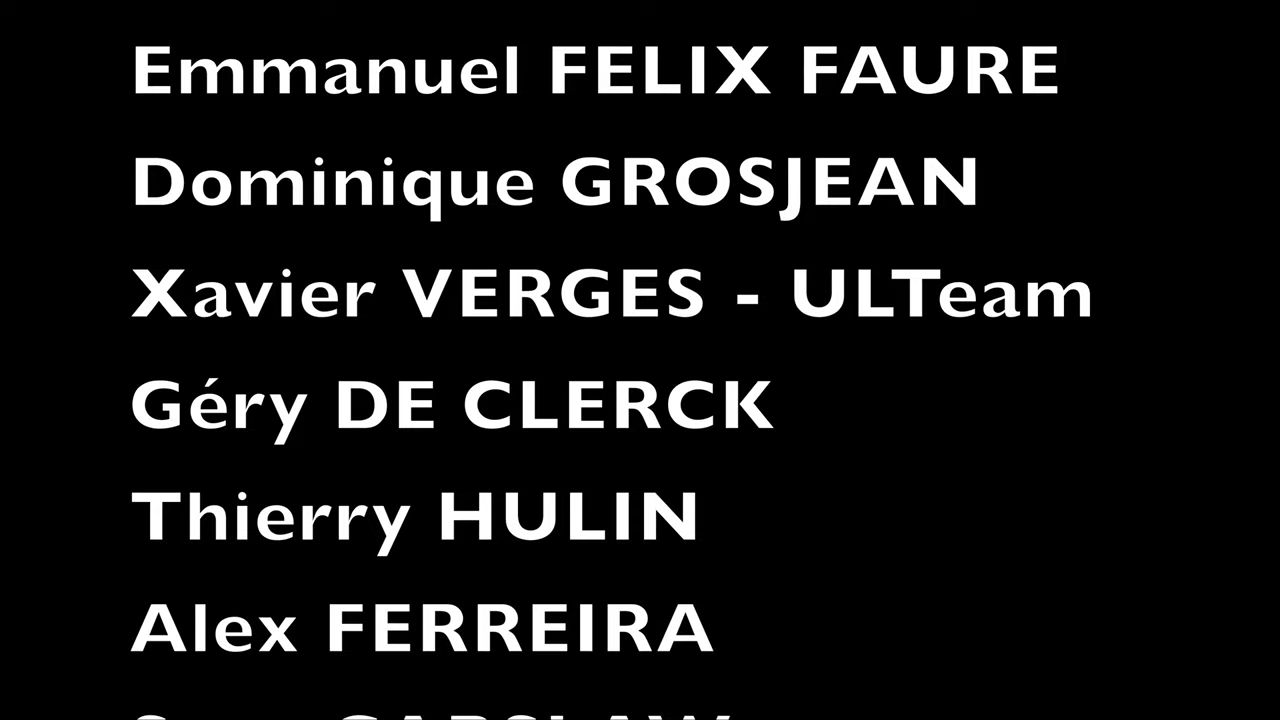 Emmanuel FELIX FAURE
Dominique GROSJEAN
Xavier VERGES - ULTeam
Géry DE CLERCK
Thierry HULIN
Alex FERREIRA